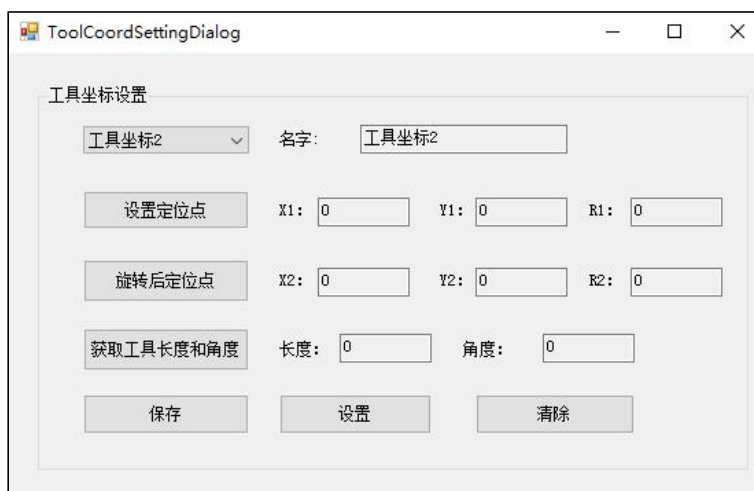 ToolCoordSettingDialog
工具坐标设置
工具坐标2 名字: 工具坐标2
设置定位点 X1: 0 Y1: 0 R1: 0
旋转后定位点 X2: 0 Y2: 0 R2: 0
获取工具长度和角度 长度: 0 角度: 0
保存 设置 清除